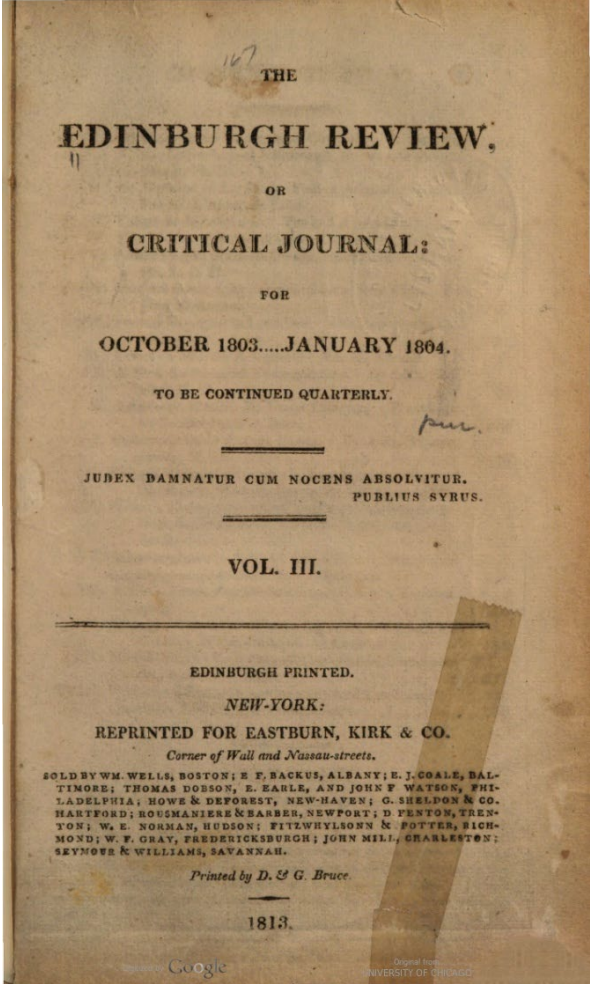 167
THE
EDINBURGH REVIEW,
OR
CRITICAL JOURNAL:
FOR
OCTOBER 1803.....JANUARY 1804.
TO BE CONTINUED QUARTERLY.
pur.
JUDEX DAMNATUR CUM NOCENS ABSOLVITUR.
PUBLIUS SYRUS.
VOL. III.
EDINBURGH PRINTED.
NEW-YORK:
REPRINTED FOR EASTBURN, KIRK & CO.
Corner of Wall and Nassau-streets.
SOLD BY WM. WELLS, BOSTON; E F. BACKUS, ALBANY; E. J. COALE, BAL-
TIMORE; THOMAS DOBSON, E. EARLE, AND JOHN F WATSON, PHI-
LADELPHIA; HOWE & DEFOREST, NEW-HAVEN; G. SHELDON & CO.
HARTFORD; ROUSMANIERE & BARBER, NEWPORT; D. FENTON, TREN-
TON; W. E. NORMAN, HUDSON; FITZWHYLSONN & POTTER, RICH-
MOND; W. F. GRAY, FREDERICKSBURGH; JOHN MILL, CHARLESTON;
SEYMOUR & WILLIAMS, SAVANNAH.
Printed by D. & G. Bruce.
1813.
Google
Original from
UNIVERSITY OF CHICAGO